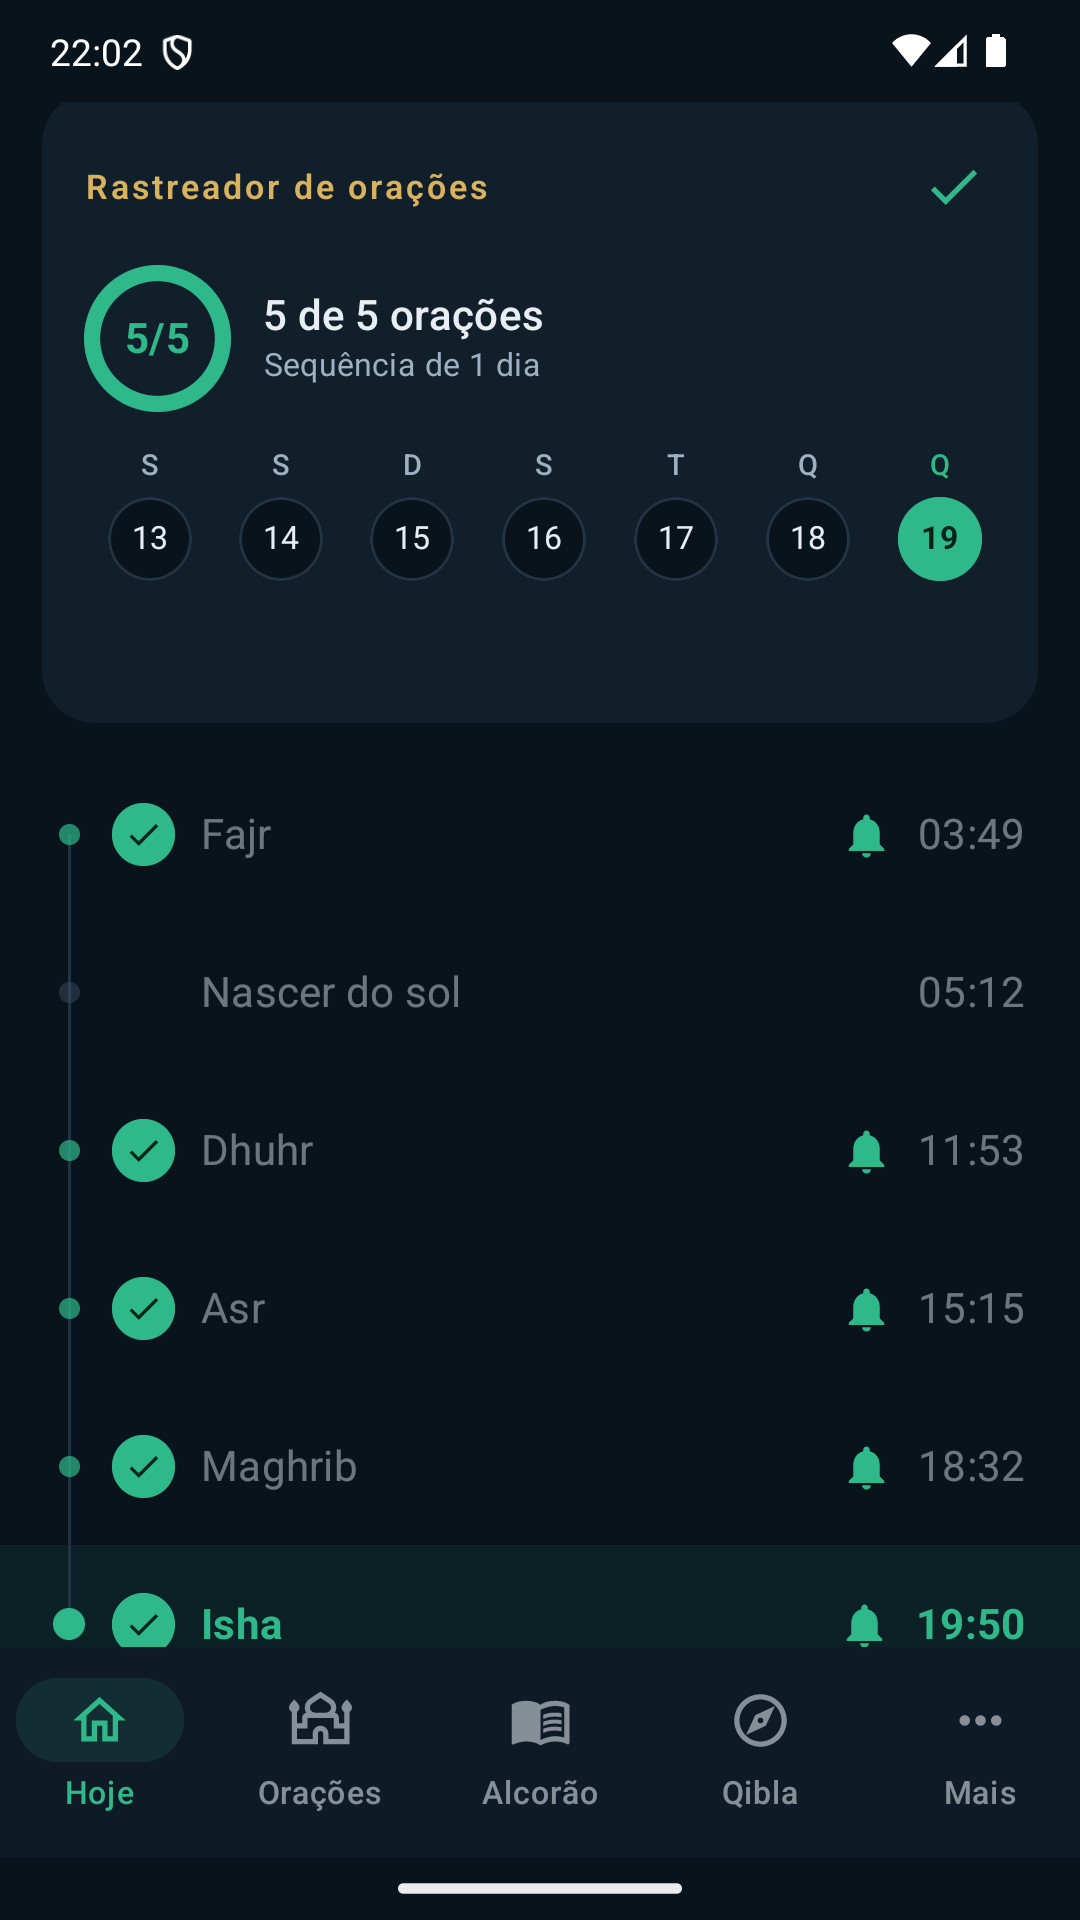 22:02
Rastreador de orações
5/5
5 de 5 orações
Sequência de 1 dia
S S D S T Q Q
13 14 15 16 17 18 19
Fajr 03:49
Nascer do sol 05:12
Dhuhr 11:53
Asr 15:15
Maghrib 18:32
Isha 19:50
Hoje Orações Alcorão Qibla Mais